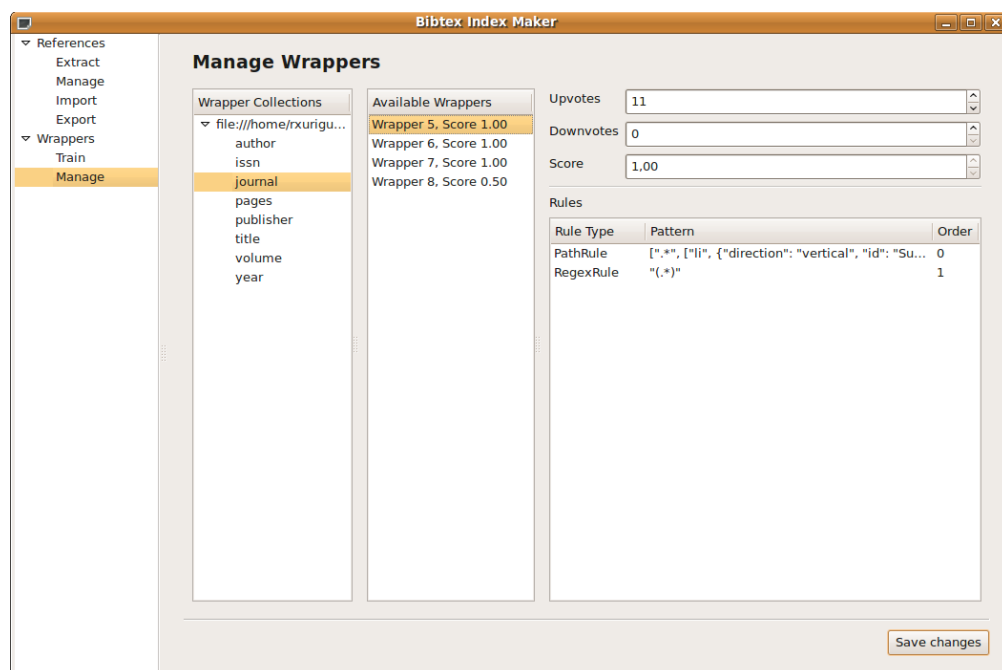 Bibtex Index Maker
References
Extract
Manage
Import
Export
Wrappers
Train
Manage
Manage Wrappers
Wrapper Collections
file:///home/rxurigu...
author
issn
journal
pages
publisher
title
volume
year
Available Wrappers
Wrapper 5, Score 1.00
Wrapper 6, Score 1.00
Wrapper 7, Score 1.00
Wrapper 8, Score 0.50
Upvotes 11
Downvotes 0
Score 1,00
Rules
Rule Type Pattern Order
PathRule [".*", ["li", {"direction": "vertical", "id": "Su... 0
RegexRule "(.*)" 1
Save changes